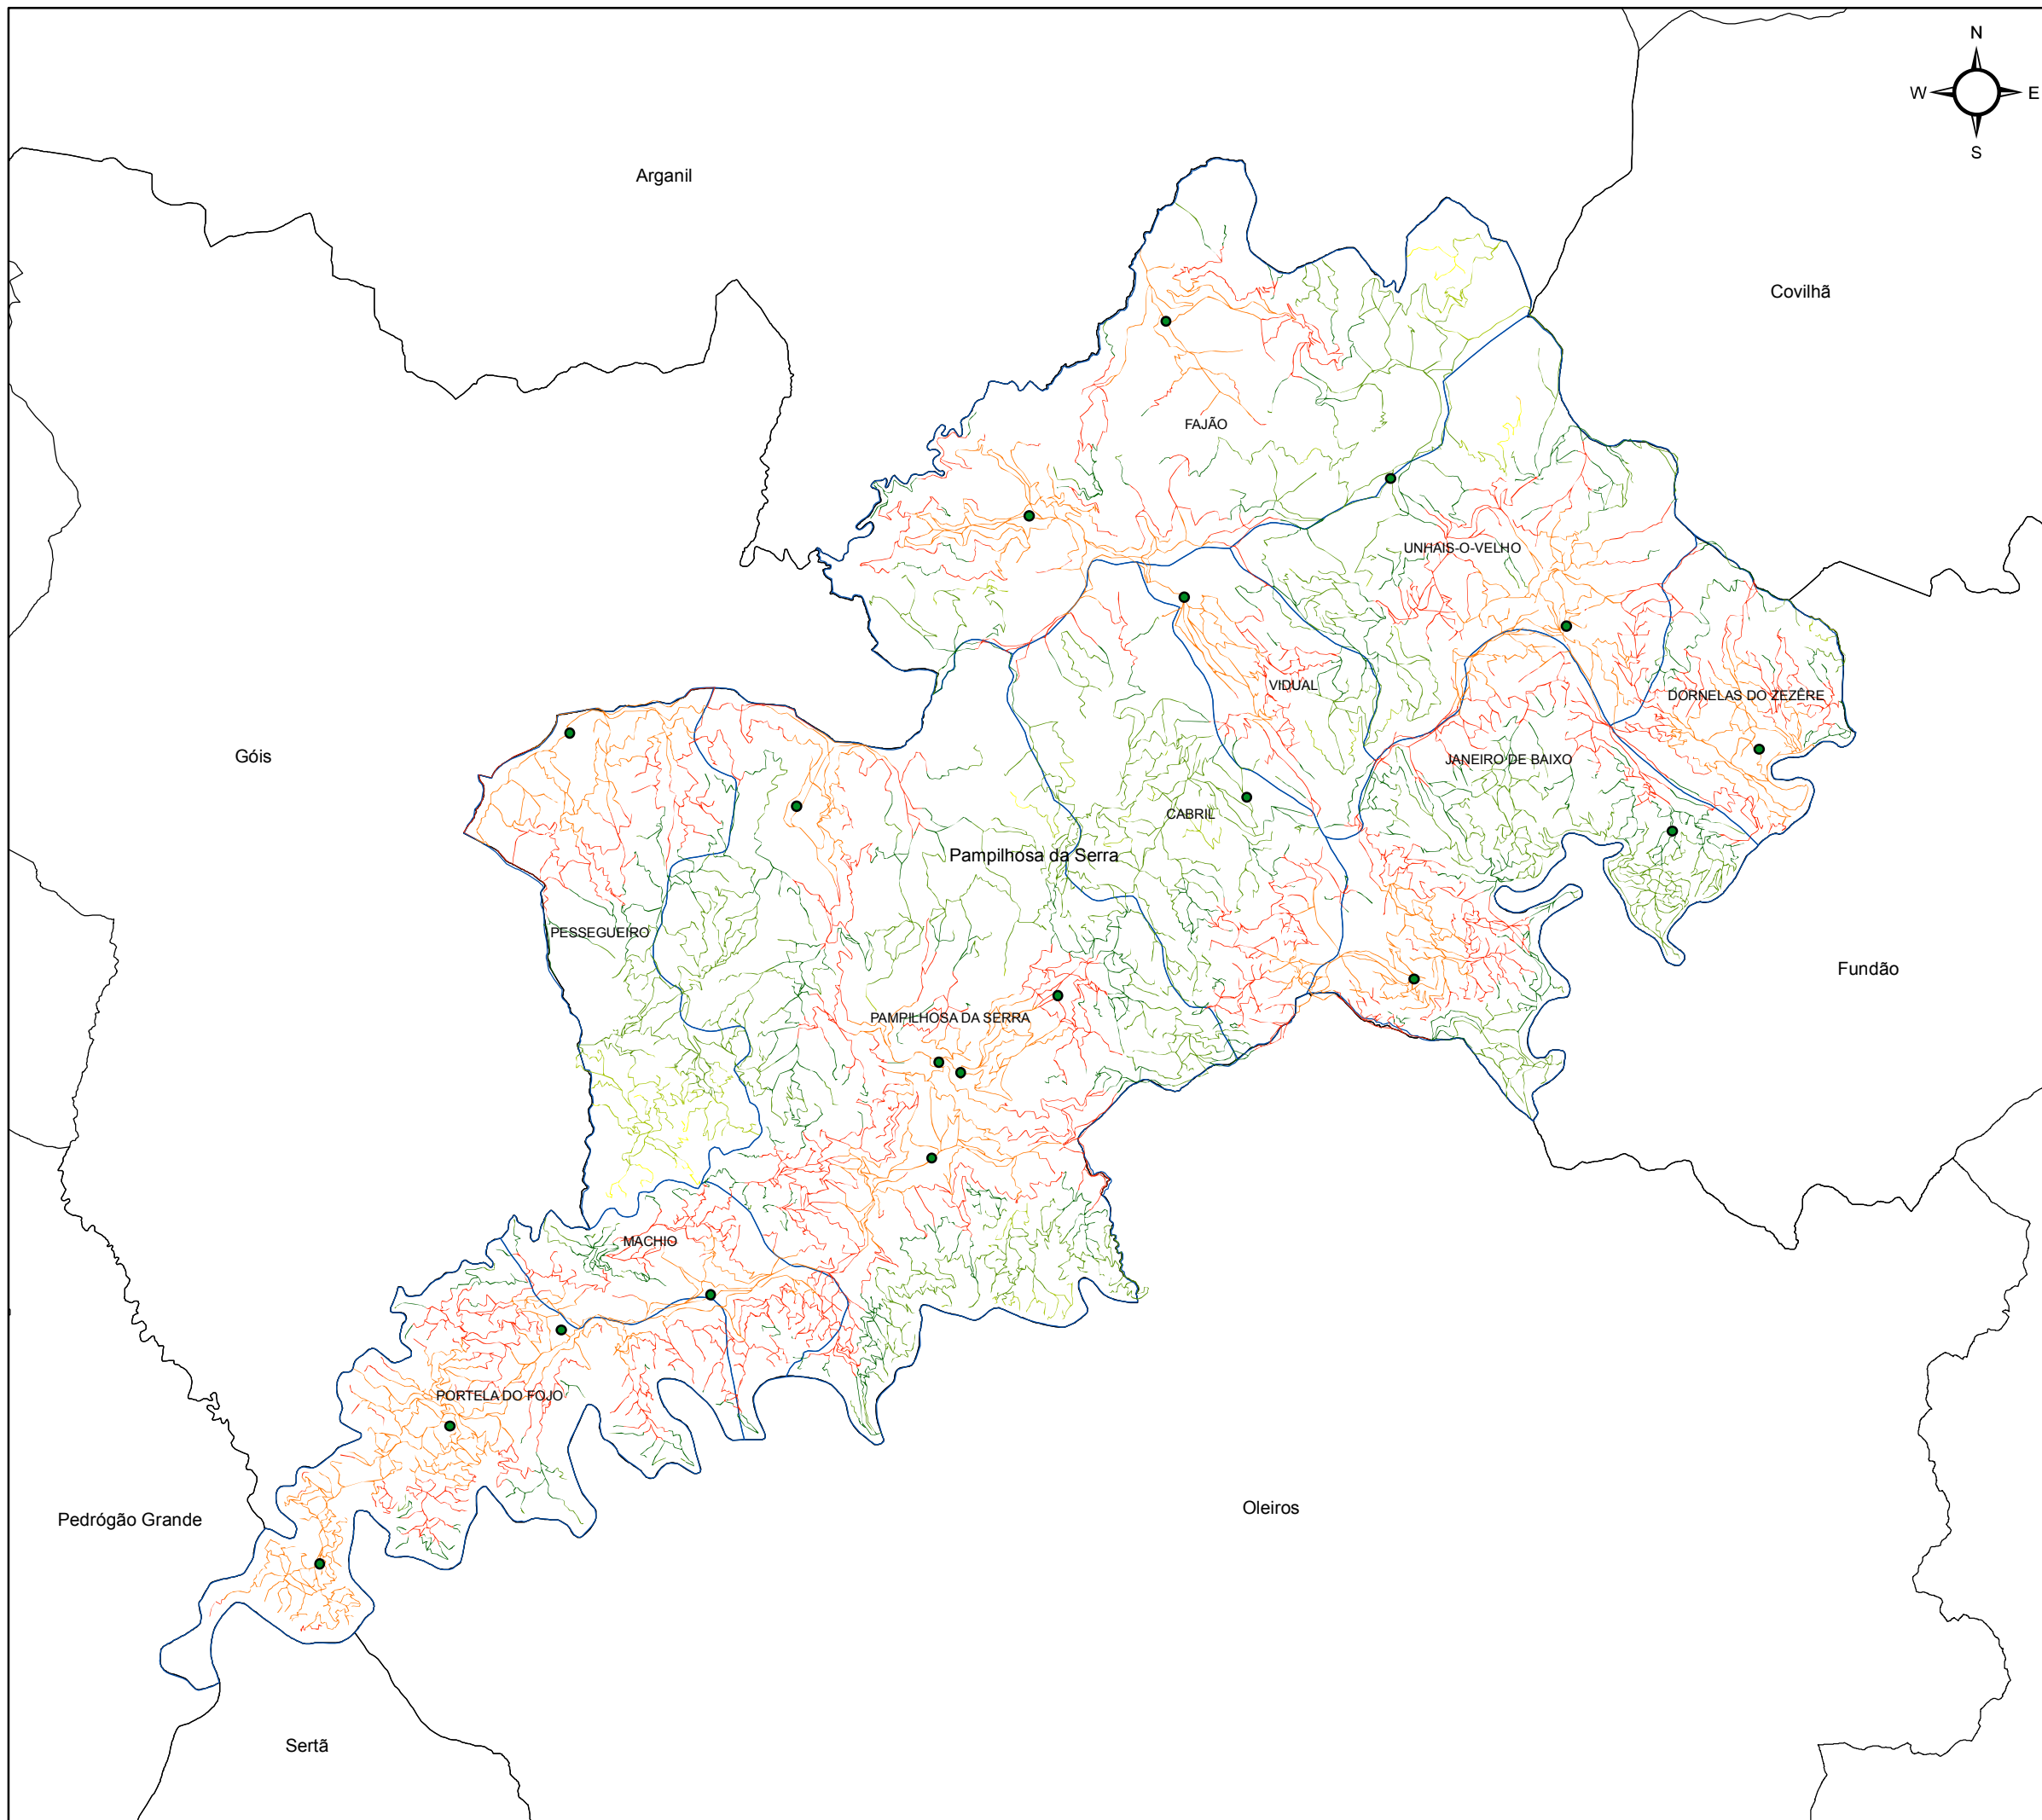 N
W
E
S
Arganil
Covilhã
FAJÃO
UNHAIS-O-VELHO
VIDUAL
DORNELAS DO ZEZÊRE
Góis
JANEIRO DE BAIXO
CABRIL
Pampilhosa da Serra
PESSEGUEIRO
Fundão
PAMPILHOSA DA SERRA
MACHIO
PORTELA DO FOJO
Oleiros
Pedrógão Grande
Sertã